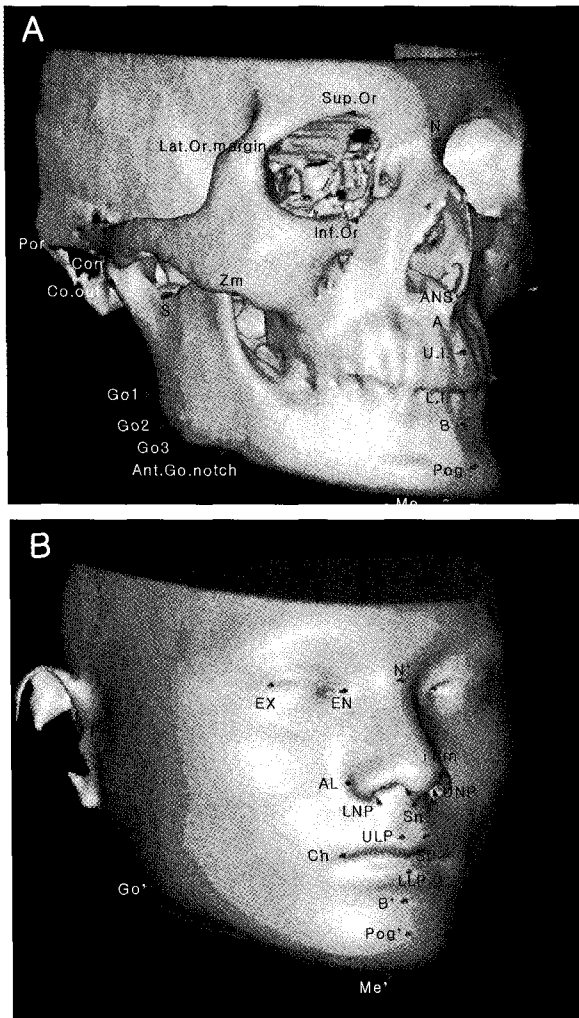 A
Sup.Or
N
Lat.Or.margin
Inf.Or
Por
Con
Co.out
S
Zm
ANS
A
U.I.
L.I.
Go1
Go2
B
Go3
Ant.Go.notch
Pog
Me
B
N'
EX
EN
AL
LNP
Sn
ULP
Ch
LLP
Go'
B'
Pog'
Me'